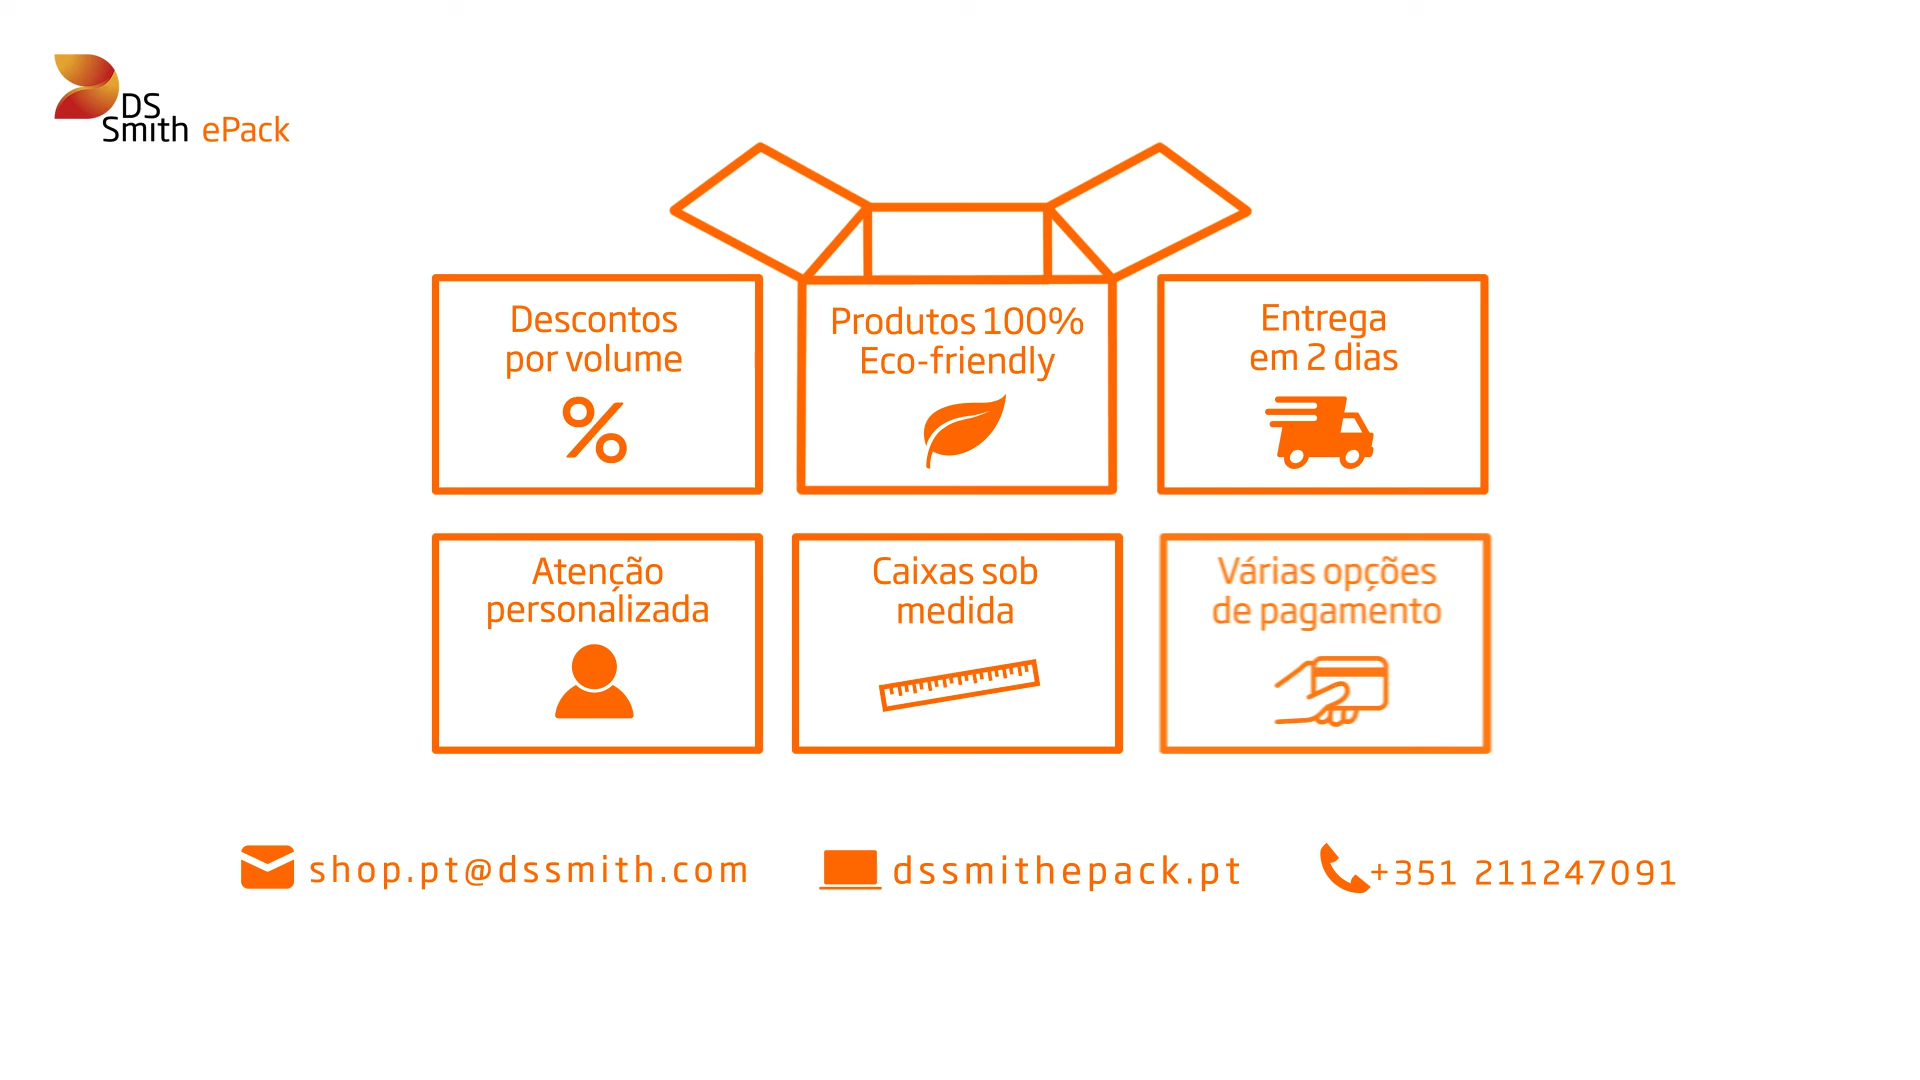 DS
Smith ePack
Descontos
por volume
Produtos 100%
Eco-friendly
Entrega
em 2 dias
Atenção
personalizada
Caixas sob
medida
Várias opções
de pagamento
shop.pt@dssmith.com
dssmithepack.pt
+351 211247091